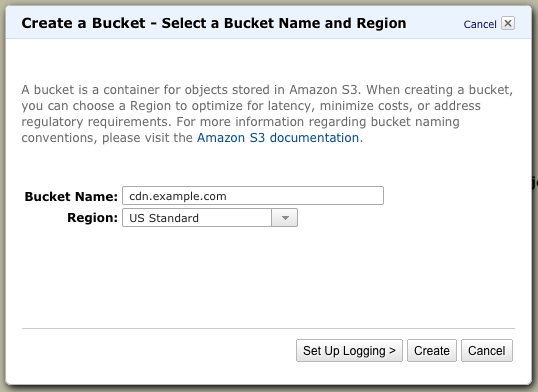 Create a Bucket - Select a Bucket Name and Region
Cancel
A bucket is a container for objects stored in Amazon S3. When creating a bucket,
you can choose a Region to optimize for latency, minimize costs, or address
regulatory requirements. For more information regarding bucket naming
conventions, please visit the Amazon S3 documentation.
Bucket Name: cdn.example.com
Region: US Standard
Set Up Logging > Create Cancel